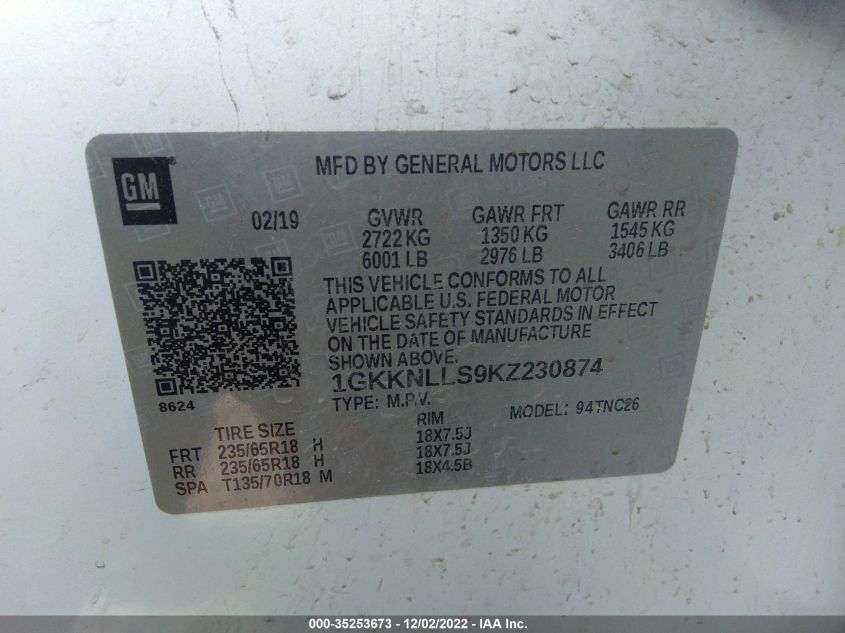 GM
®
MFD BY GENERAL MOTORS LLC
02/19 GVWR GAWR FRT GAWR RR
2722 KG 1350 KG 1545 KG
6001 LB 2976 LB 3406 LB
THIS VEHICLE CONFORMS TO ALL
APPLICABLE U.S. FEDERAL MOTOR
VEHICLE SAFETY STANDARDS IN EFFECT
ON THE DATE OF MANUFACTURE
SHOWN ABOVE.
1GKKNLLS9KZ230874
8624
TYPE: M.P.V. MODEL: 94TNC26
TIRE SIZE RIM
FRT 235/65R18 H 18X7.5J
RR 235/65R18 H 18X7.5J
SPA T135/70R18 M 18X4.5B
000-35253673 - 12/02/2022 - IAA Inc.